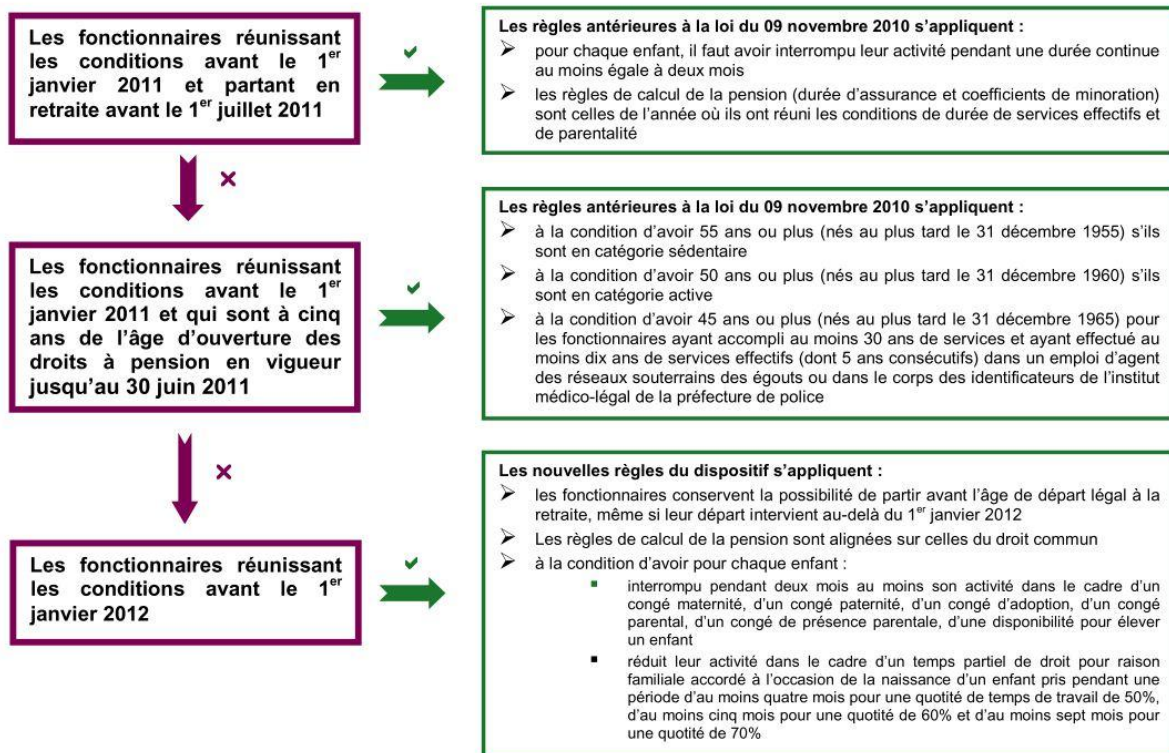 Les fonctionnaires réunissant
les conditions avant le 1er
janvier 2011 et partant en
retraite avant le 1er juillet 2011
Les règles antérieures à la loi du 09 novembre 2010 s'appliquent :
pour chaque enfant, il faut avoir interrompu leur activité pendant une durée continue
au moins égale à deux mois
les règles de calcul de la pension (durée d'assurance et coefficients de minoration)
sont celles de l'année où ils ont réuni les conditions de durée de services effectifs et
de parentalité
Les fonctionnaires réunissant
les conditions avant le 1er
janvier 2011 et qui sont à cinq
ans de l'âge d'ouverture des
droits à pension en vigueur
jusqu'au 30 juin 2011
Les règles antérieures à la loi du 09 novembre 2010 s'appliquent :
à la condition d'avoir 55 ans ou plus (nés au plus tard le 31 décembre 1955) s'ils
sont en catégorie sédentaire
à la condition d'avoir 50 ans ou plus (nés au plus tard le 31 décembre 1960) s'ils
sont en catégorie active
à la condition d'avoir 45 ans ou plus (nés au plus tard le 31 décembre 1965) pour
les fonctionnaires ayant accompli au moins 30 ans de services et ayant effectué au
moins dix ans de services effectifs (dont 5 ans consécutifs) dans un emploi d'agent
des réseaux souterrains des égouts ou dans le corps des identificateurs de l'institut
médico-légal de la préfecture de police
Les fonctionnaires réunissant
les conditions avant le 1er
janvier 2012
Les nouvelles règles du dispositif s'appliquent :
les fonctionnaires conservent la possibilité de partir avant l'âge de départ légal à la
retraite, même si leur départ intervient au-delà du 1er janvier 2012
Les règles de calcul de la pension sont alignées sur celles du droit commun
à la condition d'avoir pour chaque enfant :
interrompu pendant deux mois au moins son activité dans le cadre d'un
congé maternité, d'un congé paternité, d'un congé d'adoption, d'un congé
parental, d'un congé de présence parentale, d'une disponibilité pour élever
un enfant
réduit leur activité dans le cadre d'un temps partiel de droit pour raison
familiale accordé à l'occasion de la naissance d'un enfant pris pendant une
période d'au moins quatre mois pour une quotité de temps de travail de 50%,
d'au moins cinq mois pour une quotité de 60% et d'au moins sept mois pour
une quotité de 70%